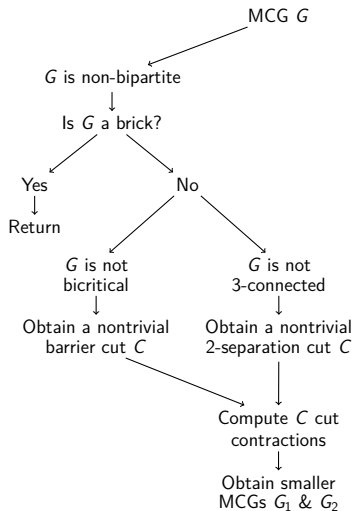 MCG G
G is non-bipartite
Is G a brick?
Yes
No
Return
G is not
bicritical
G is not
3-connected
Obtain a nontrivial
barrier cut C
Obtain a nontrivial
2-separation cut C
Compute C cut
contractions
Obtain smaller
MCGs G₁ & G₂